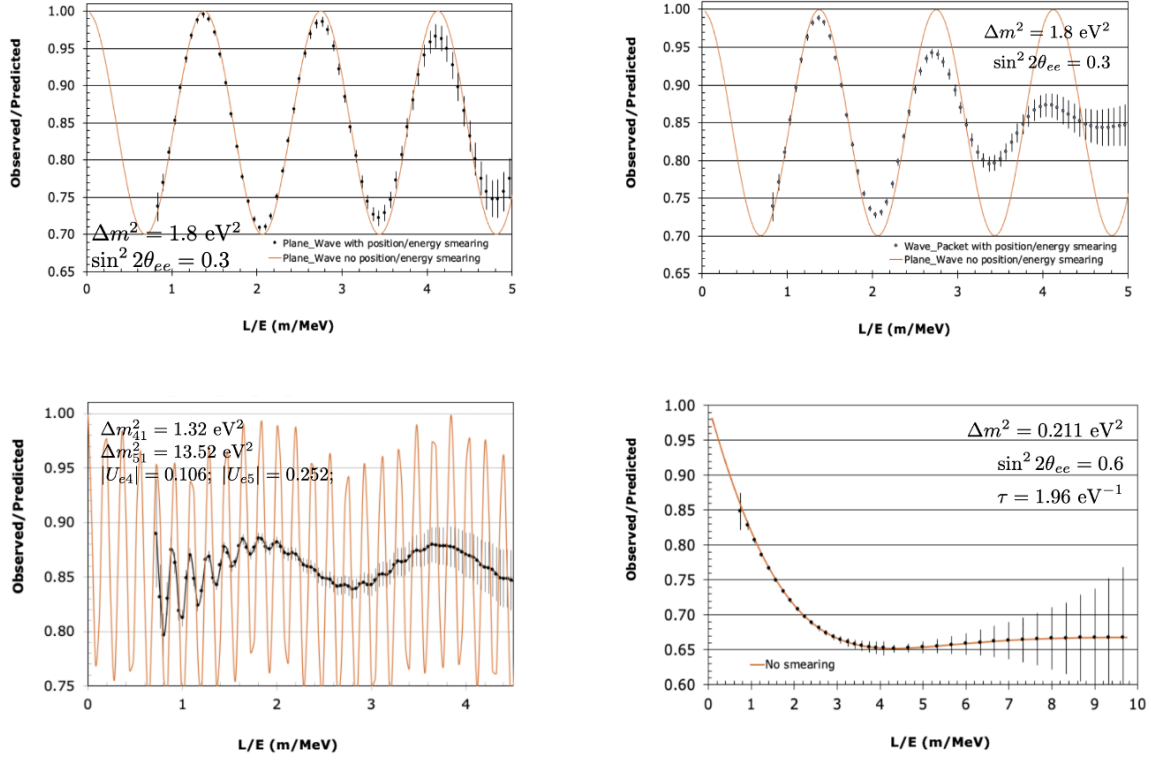 1.00
0.95
0.90
0.85
0.80
0.75
0.70
0.65
Observed/Predicted
Δm² = 1.8 eV²
sin² 2θee = 0.3
Plane_Wave with position/energy smearing
Plane_Wave no position/energy smearing
0 1 2 3 4 5
L/E (m/MeV)
1.00
0.95
0.90
0.85
0.80
0.75
0.70
0.65
Observed/Predicted
Δm² = 1.8 eV²
sin² 2θee = 0.3
Wave_Packet with position/energy smearing
Plane_Wave no position/energy smearing
0 1 2 3 4 5
L/E (m/MeV)
1.00
0.95
0.90
0.85
0.80
0.75
Observed/Predicted
Δm²41 = 1.32 eV²
Δm²51 = 13.52 eV²
|Ue4| = 0.106; |Ue5| = 0.252;
0 1 2 3 4
L/E (m/MeV)
1.00
0.95
0.90
0.85
0.80
0.75
0.70
0.65
0.60
Observed/Predicted
Δm² = 0.211 eV²
sin² 2θee = 0.6
τ = 1.96 eV⁻¹
No smearing
0 1 2 3 4 5 6 7 8 9 10
L/E (m/MeV)